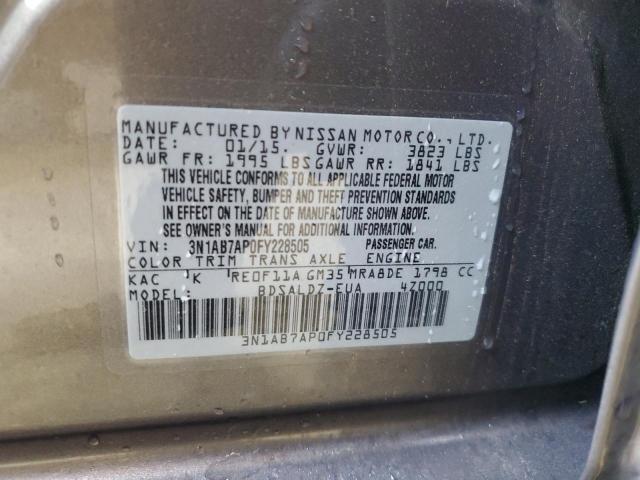 MANUFACTURED BY NISSAN MOTOR CO., LTD.
DATE: 01/15. GVWR: 3823 LBS
GAWR FR: 1995 LBS GAWR RR: 1841 LBS
THIS VEHICLE CONFORMS TO ALL APPLICABLE FEDERAL MOTOR
VEHICLE SAFETY, BUMPER AND THEFT PREVENTION STANDARDS
IN EFFECT ON THE DATE OF MANUFACTURE SHOWN ABOVE.
SEE OWNER'S MANUAL FOR ADDITIONAL INFORMATION.
VIN: 3N1AB7AP0FY228505 PASSENGER CAR.
COLOR TRIM TRANS AXLE ENGINE
KAC K RE0F11A GM35 MRA8DE 1798 CC
MODEL: BDSALDZ-EUA 4Z000
3N1AB7AP0FY228505